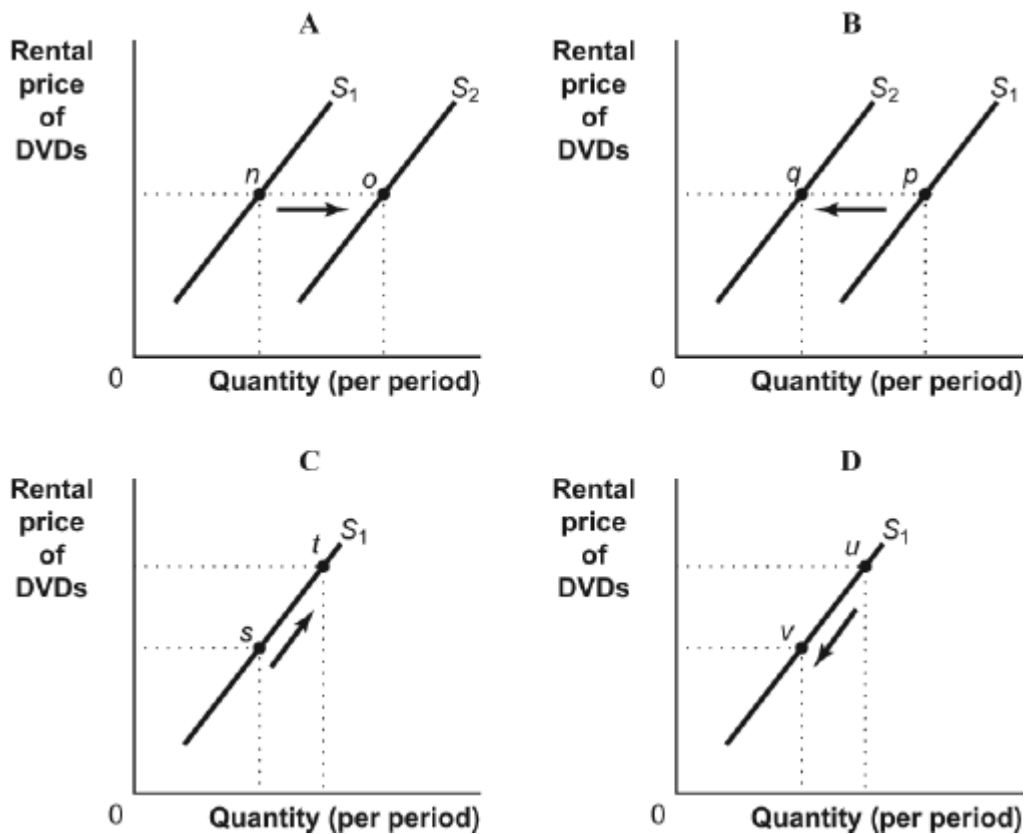 A
Rental
price
of
DVDs
S₁
S₂
n
o
0
Quantity (per period)
B
Rental
price
of
DVDs
S₂
S₁
q
p
0
Quantity (per period)
C
Rental
price
of
DVDs
S₁
t
s
0
Quantity (per period)
D
Rental
price
of
DVDs
S₁
u
v
0
Quantity (per period)